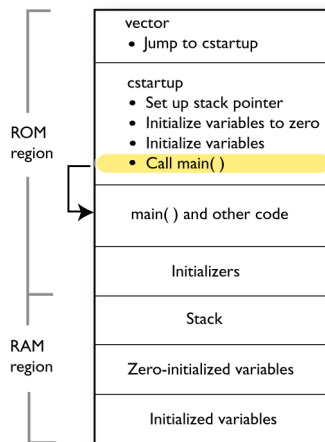 vector
• Jump to cstartup
cstartup
• Set up stack pointer
• Initialize variables to zero
• Initialize variables
• Call main( )
ROM
region
main( ) and other code
Initializers
Stack
RAM
region
Zero-initialized variables
Initialized variables